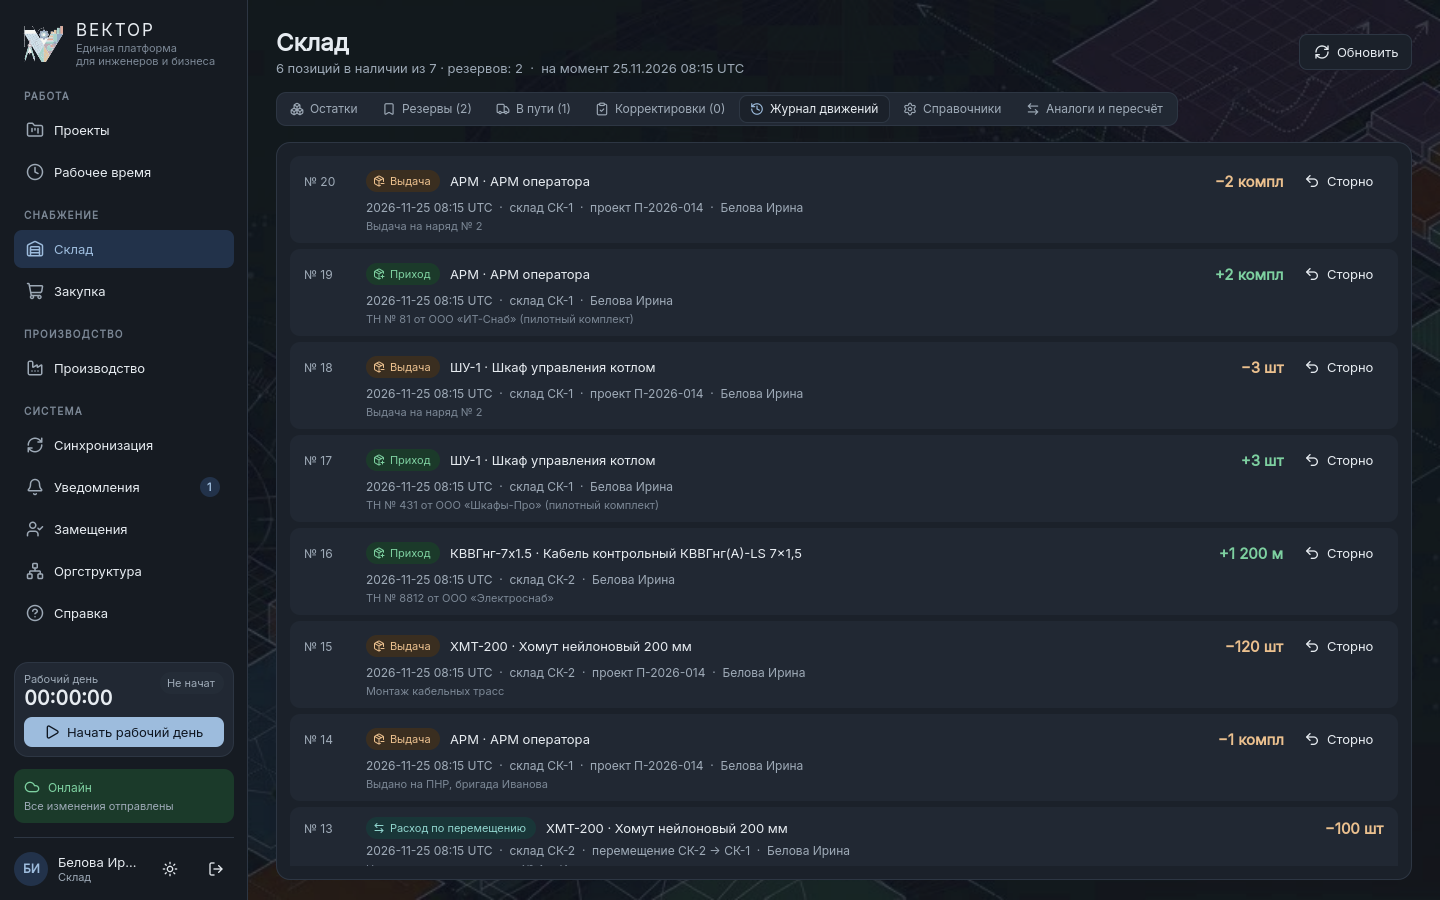 ВЕКТОР
Единая платформа
для инженеров и бизнеса
РАБОТА
Проекты
Рабочее время
СНАБЖЕНИЕ
Склад
Закупка
ПРОИЗВОДСТВО
Производство
СИСТЕМА
Синхронизация
Уведомления 1
Замещения
Оргструктура
Справка
Рабочий день
Не начат
00:00:00
Начать рабочий день
Онлайн
Все изменения отправлены
БИ
Белова Ир...
Склад
Склад
6 позиций в наличии из 7 · резервов: 2 · на момент 25.11.2026 08:15 UTC
Обновить
Остатки Резервы (2) В пути (1) Корректировки (0) Журнал движений Справочники Аналоги и пересчёт
№ 20 Выдача АРМ · АРМ оператора −2 компл Сторно
2026-11-25 08:15 UTC · склад СК-1 · проект П-2026-014 · Белова Ирина
Выдача на наряд № 2
№ 19 Приход АРМ · АРМ оператора +2 компл Сторно
2026-11-25 08:15 UTC · склад СК-1 · Белова Ирина
ТН № 81 от ООО «ИТ-Снаб» (пилотный комплект)
№ 18 Выдача ШУ-1 · Шкаф управления котлом −3 шт Сторно
2026-11-25 08:15 UTC · склад СК-1 · проект П-2026-014 · Белова Ирина
Выдача на наряд № 2
№ 17 Приход ШУ-1 · Шкаф управления котлом +3 шт Сторно
2026-11-25 08:15 UTC · склад СК-1 · Белова Ирина
ТН № 431 от ООО «Шкафы-Про» (пилотный комплект)
№ 16 Приход КВВГнг-7х1.5 · Кабель контрольный КВВГнг(А)-LS 7×1,5 +1 200 м Сторно
2026-11-25 08:15 UTC · склад СК-2 · Белова Ирина
ТН № 8812 от ООО «Электроснаб»
№ 15 Выдача ХМТ-200 · Хомут нейлоновый 200 мм −120 шт Сторно
2026-11-25 08:15 UTC · склад СК-2 · проект П-2026-014 · Белова Ирина
Монтаж кабельных трасс
№ 14 Выдача АРМ · АРМ оператора −1 компл Сторно
2026-11-25 08:15 UTC · склад СК-1 · проект П-2026-014 · Белова Ирина
Выдано на ПНР, бригада Иванова
№ 13 Расход по перемещению ХМТ-200 · Хомут нейлоновый 200 мм −100 шт
2026-11-25 08:15 UTC · склад СК-2 · перемещение СК-2 → СК-1 · Белова Ирина